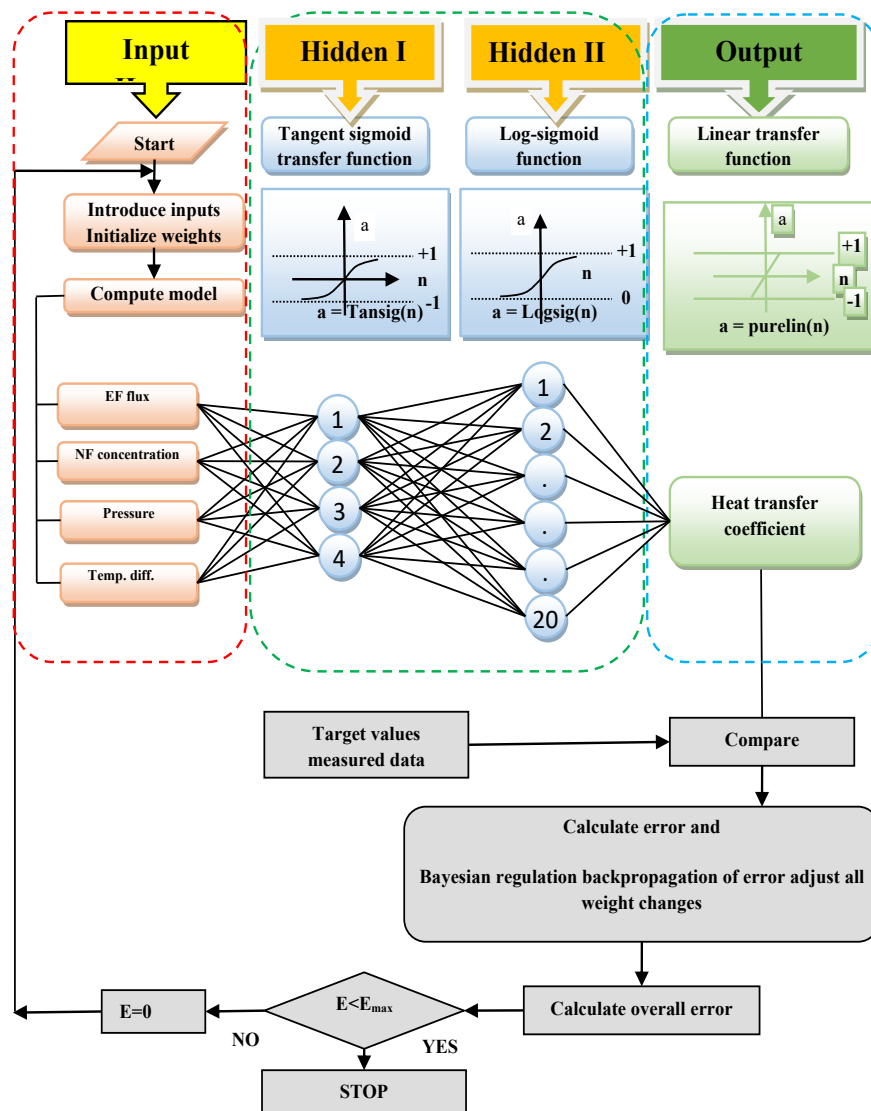 Input
Hidden I
Hidden II
Output
Start
Tangent sigmoid
transfer function
Log-sigmoid
function
Linear transfer
function
Introduce inputs
Initialize weights
Compute model
a
+1
n
-1
a = Tansig(n)
a
+1
n
0
a = Logsig(n)
a
+1
n
-1
a = purelin(n)
EF flux
NF concentration
Pressure
Temp. diff.
1
2
3
4
1
2
.
.
.
20
Heat transfer
coefficient
Target values
measured data
Compare
Calculate error and
Bayesian regulation backpropagation of error adjust all
weight changes
Calculate overall error
E<Emax
E=0
NO
YES
STOP